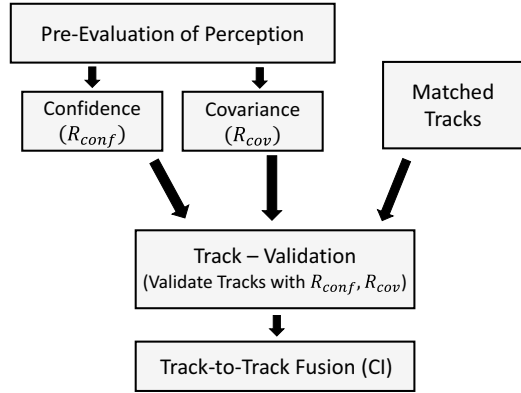 Pre-Evaluation of Perception
Confidence
(R_conf)
Covariance
(R_cov)
Matched
Tracks
Track – Validation
(Validate Tracks with R_conf, R_cov)
Track-to-Track Fusion (CI)